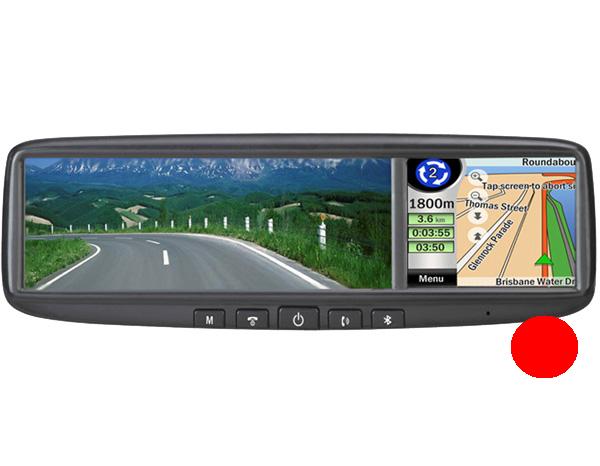 Roundabou
2
Tap screen to abort si
1800m
Thomas Street
3.6 km
0:03:55
03:50
Glenrock Parade
Menu
Brisbane Water Dr
M